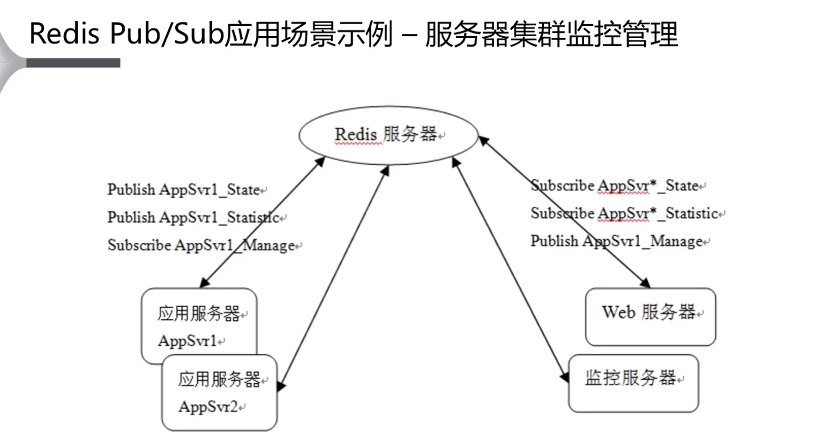 Redis Pub/Sub应用场景示例 – 服务器集群监控管理
Redis 服务器
Publish AppSvr1_State
Publish AppSvr1_Statistic
Subscribe AppSvr1_Manage
Subscribe AppSvr*_State
Subscribe AppSvr*_Statistic
Publish AppSvr1_Manage
应用服务器
AppSvr1
应用服务器
AppSvr2
Web 服务器
监控服务器